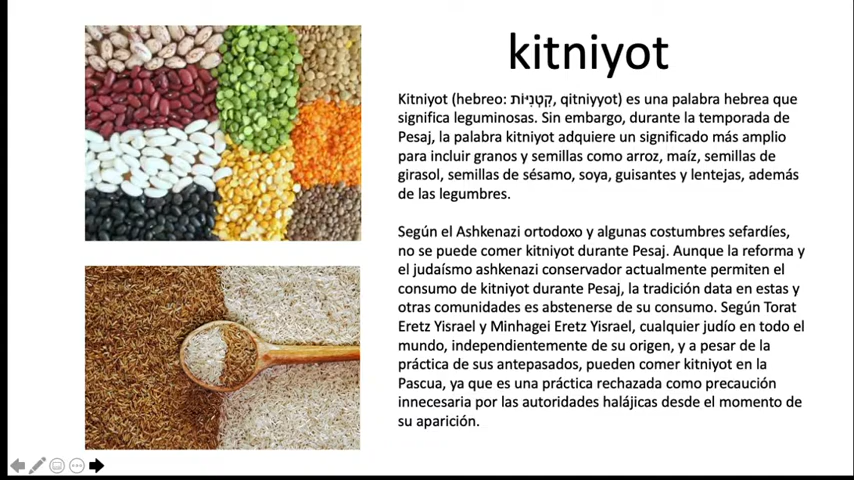 kitniyot
Kitniyot (hebreo: קִטְנִיּוֹת, qitniyyot) es una palabra hebrea que
significa leguminosas. Sin embargo, durante la temporada de
Pesaj, la palabra kitniyot adquiere un significado más amplio
para incluir granos y semillas como arroz, maíz, semillas de
girasol, semillas de sésamo, soya, guisantes y lentejas, además
de las legumbres.
Según el Ashkenazi ortodoxo y algunas costumbres sefardíes,
no se puede comer kitniyot durante Pesaj. Aunque la reforma y
el judaísmo ashkenazi conservador actualmente permiten el
consumo de kitniyot durante Pesaj, la tradición data en estas y
otras comunidades es abstenerse de su consumo. Según Torat
Eretz Yisrael y Minhagei Eretz Yisrael, cualquier judío en todo el
mundo, independientemente de su origen, y a pesar de la
práctica de sus antepasados, pueden comer kitniyot en la
Pascua, ya que es una práctica rechazada como precaución
innecesaria por las autoridades halájicas desde el momento de
su aparición.